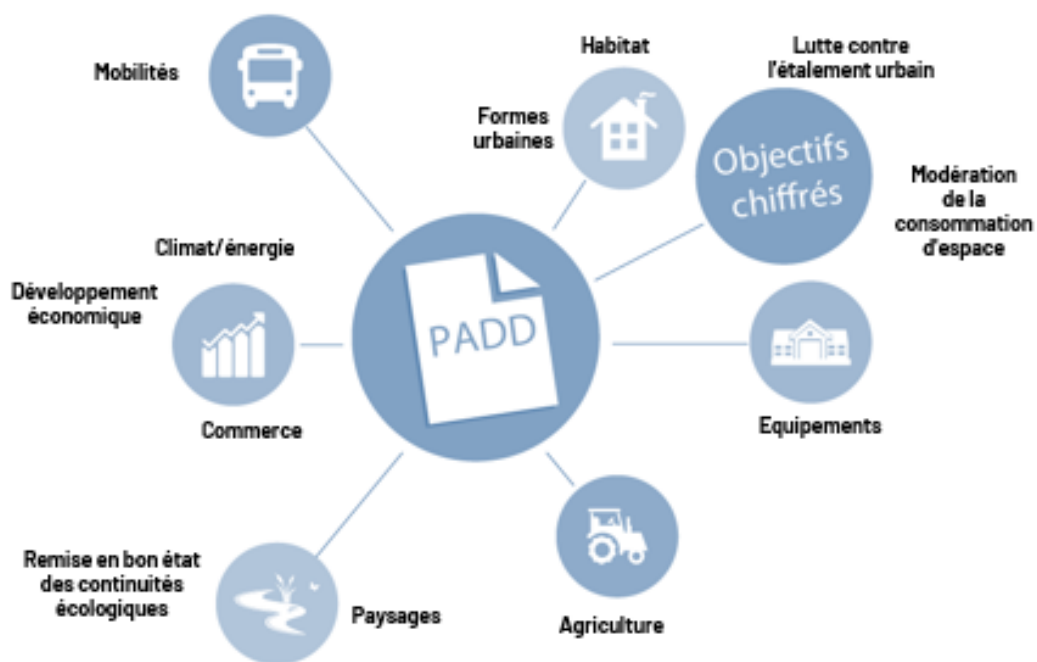 Mobilités
Habitat
Formes
urbaines
Lutte contre
l'étalement urbain
Objectifs
chiffrés
Modération
de la
consommation
d'espace
Climat/énergie
Développement
économique
Commerce
PADD
Equipements
Remise en bon état
des continuités
écologiques
Paysages
Agriculture